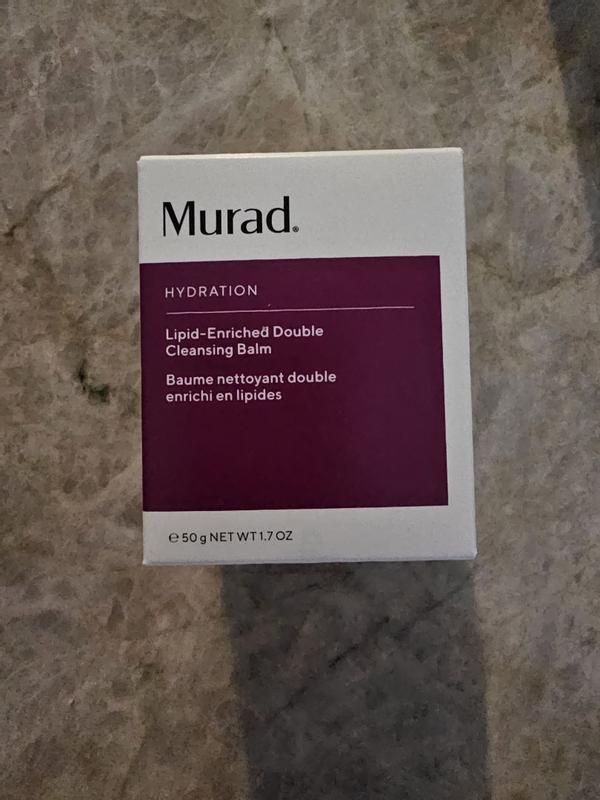 Murad®
HYDRATION
Lipid-Enriched Double
Cleansing Balm
Baume nettoyant double
enrichi en lipides
℮ 50 g NET WT 1.7 OZ